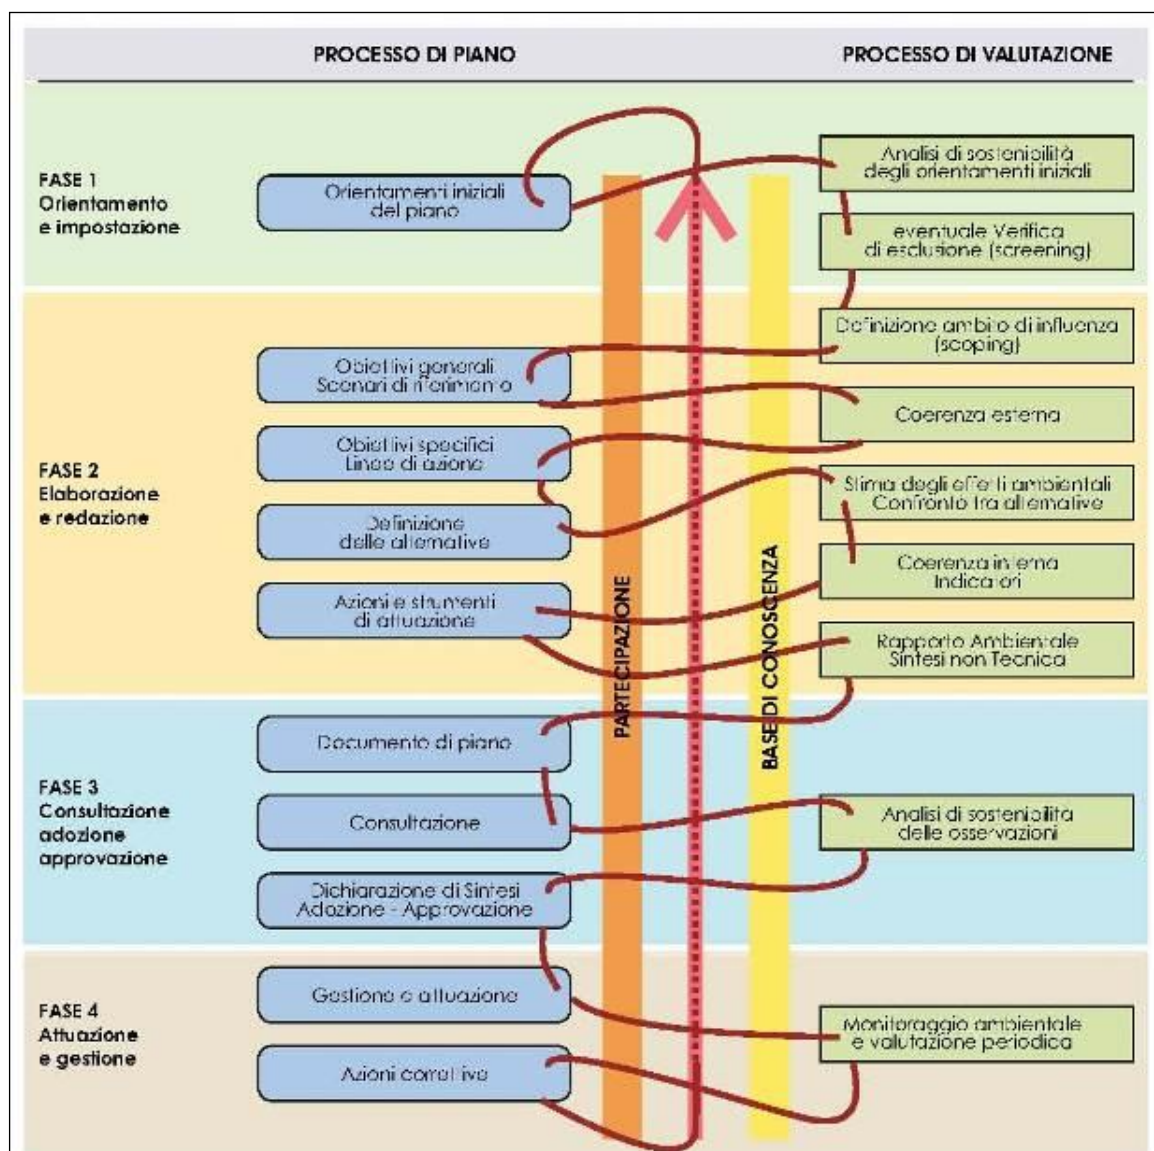 PROCESSO DI PIANO
PROCESSO DI VALUTAZIONE
FASE 1
Orientamento
e impostazione
Orientamenti iniziali
del piano
Analisi di sostenibilità
degli orientamenti iniziali
eventuale Verifica
di esclusione (screening)
FASE 2
Elaborazione
e redazione
Obiettivi generali
Scenari di riferimento
Obiettivi specifici
Linee di azione
Definizione
delle alternative
Azioni e strumenti
di attuazione
Definizione ambito di influenza
(scoping)
Coerenza esterna
Stima degli effetti ambientali
Confronto tra alternative
Coerenza interna
Indicatori
Rapporto Ambientale
Sintesi non Tecnica
PARTECIPAZIONE
BASE DI CONOSCENZA
FASE 3
Consultazione
adozione
approvazione
Documento di piano
Consultazione
Dichiarazione di Sintesi
Adozione - Approvazione
Analisi di sostenibilità
delle osservazioni
FASE 4
Attuazione
e gestione
Gestione e attuazione
Azioni correttive
Monitoraggio ambientale
e valutazione periodica